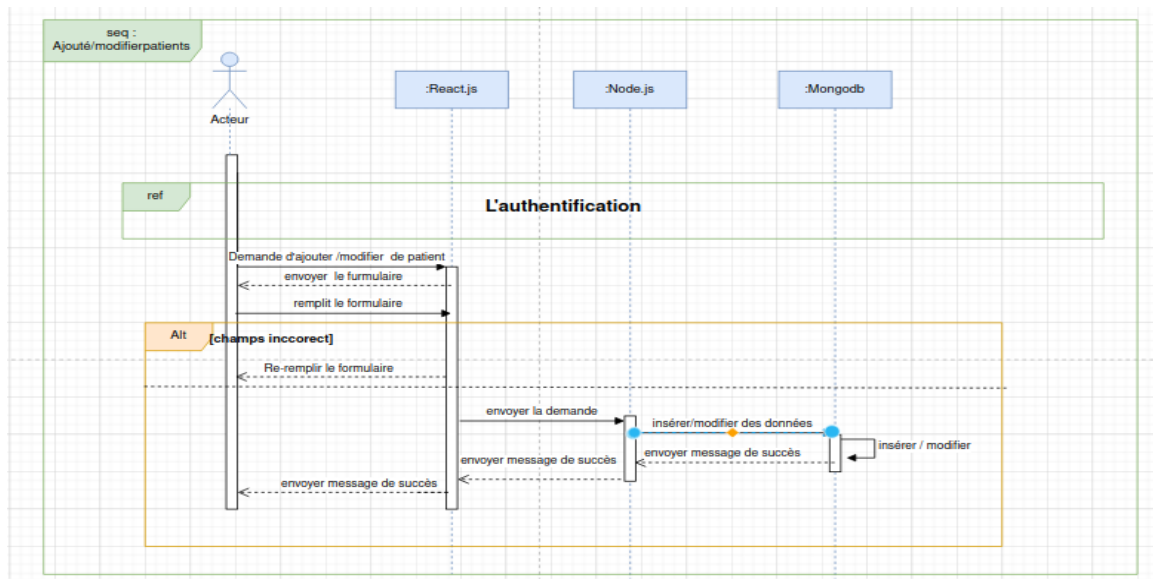 seq :
Ajouté/modifierpatients
:React.js
:Node.js
:Mongodb
Acteur
ref
L'authentification
Demande d'ajouter /modifier de patient
envoyer le furmulaire
remplit le formulaire
Alt
[champs inccorect]
Re-remplir le formulaire
envoyer la demande
insérer/modifier des données
insérer / modifier
envoyer message de succès
envoyer message de succès
envoyer message de succès